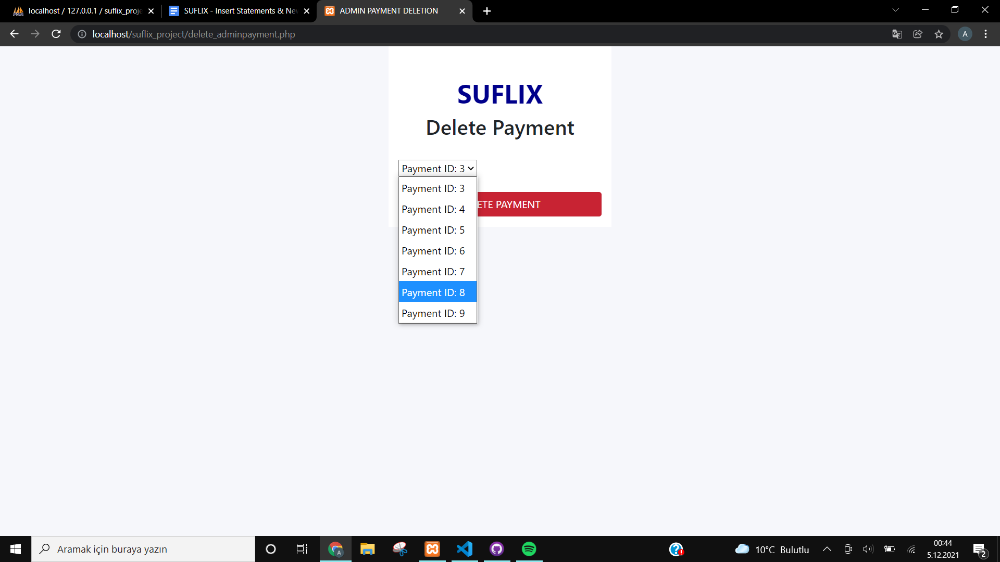 localhost / 127.0.0.1 / suflix_proje
SUFLIX - Insert Statements & Ne
ADMIN PAYMENT DELETION
localhost/suflix_project/delete_adminpayment.php
A
SUFLIX
Delete Payment
Payment ID: 3
Payment ID: 3
Payment ID: 4
ETE PAYMENT
Payment ID: 5
Payment ID: 6
Payment ID: 7
Payment ID: 8
Payment ID: 9
Aramak için buraya yazın
10°C Bulutlu
00:44
5.12.2021
2